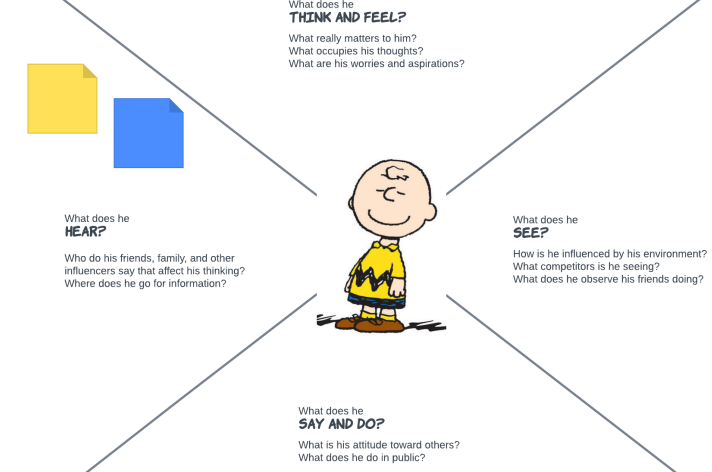 What does he
THINK AND FEEL?
What really matters to him?
What occupies his thoughts?
What are his worries and aspirations?
What does he
HEAR?
Who do his friends, family, and other
influencers say that affect his thinking?
Where does he go for information?
What does he
SEE?
How is he influenced by his environment?
What competitors is he seeing?
What does he observe his friends doing?
What does he
SAY AND DO?
What is his attitude toward others?
What does he do in public?